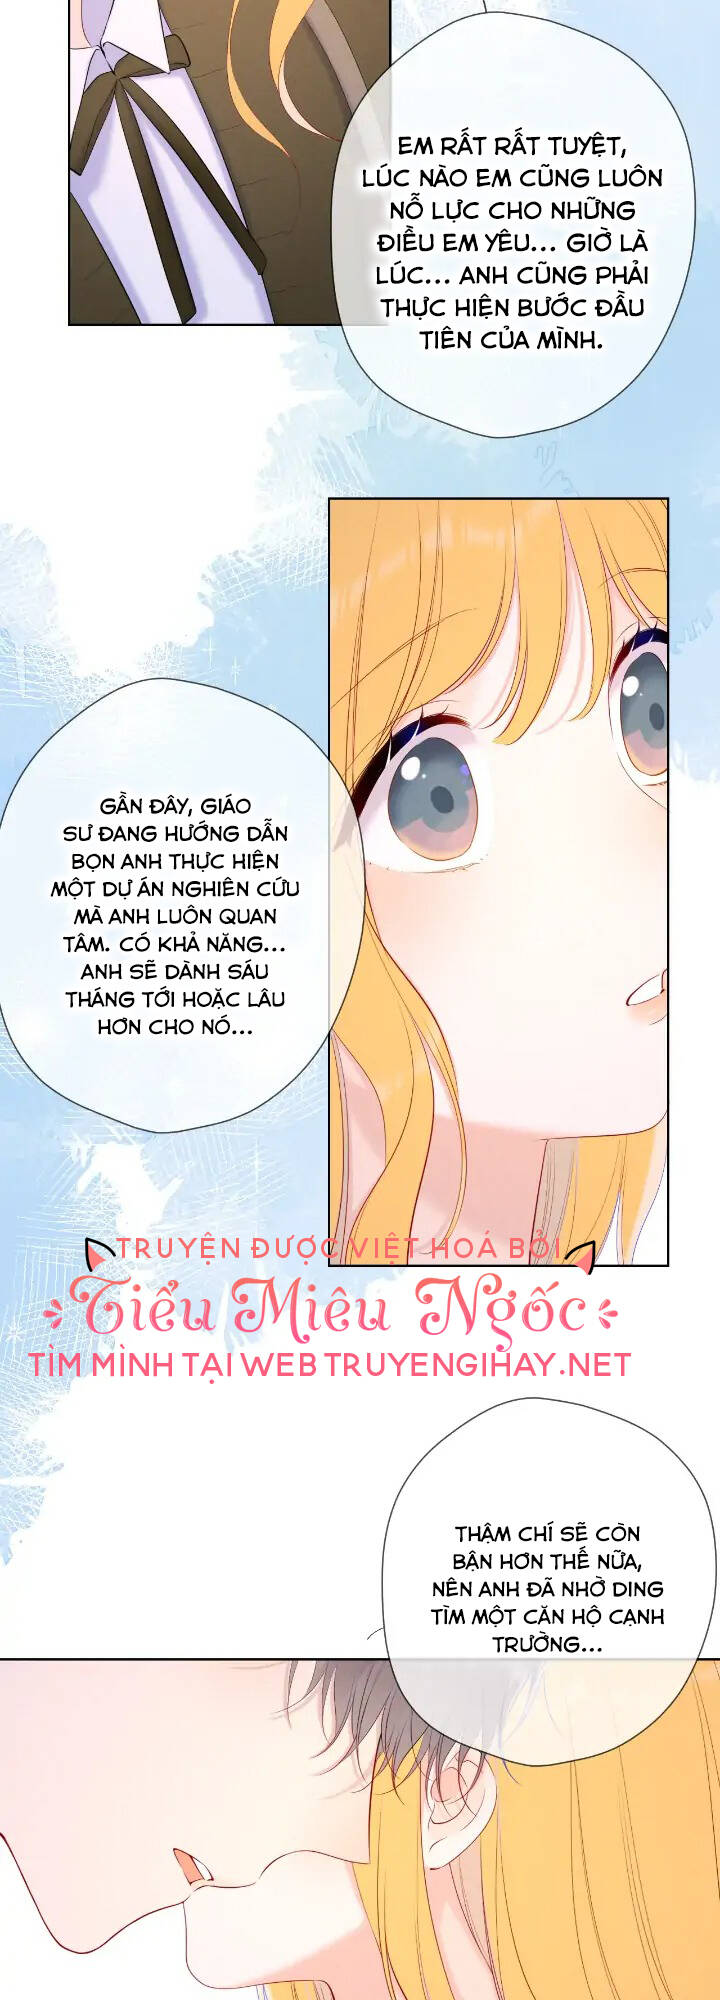 EM RẤT RẤT TUYỆT,
LÚC NÀO EM CŨNG LUÔN
NỖ LỰC CHO NHỮNG
ĐIỀU EM YÊU... GIỜ LÀ
LÚC... ANH CŨNG PHẢI
THỰC HIỆN BƯỚC ĐẦU
TIÊN CỦA MÌNH.
GẦN ĐÂY, GIÁO
SƯ ĐANG HƯỚNG DẪN
BỌN ANH THỰC HIỆN
MỘT DỰ ÁN NGHIÊN CỨU
MÀ ANH LUÔN QUAN
TÂM. CÓ KHẢ NĂNG...
ANH SẼ DÀNH SÁU
THÁNG TỚI HOẶC LÂU
HƠN CHO NÓ...
TRUYỆN ĐƯỢC VIỆT HOÁ BỞI
TIỂU MIÊU NGỐC
TÌM MÌNH TẠI WEB TRUYENGIHAY.NET
THẬM CHÍ SẼ CÒN
BẬN HƠN THẾ NỮA,
NÊN ANH ĐÃ NHỜ DING
TÌM MỘT CĂN HỘ CẠNH
TRƯỜNG...